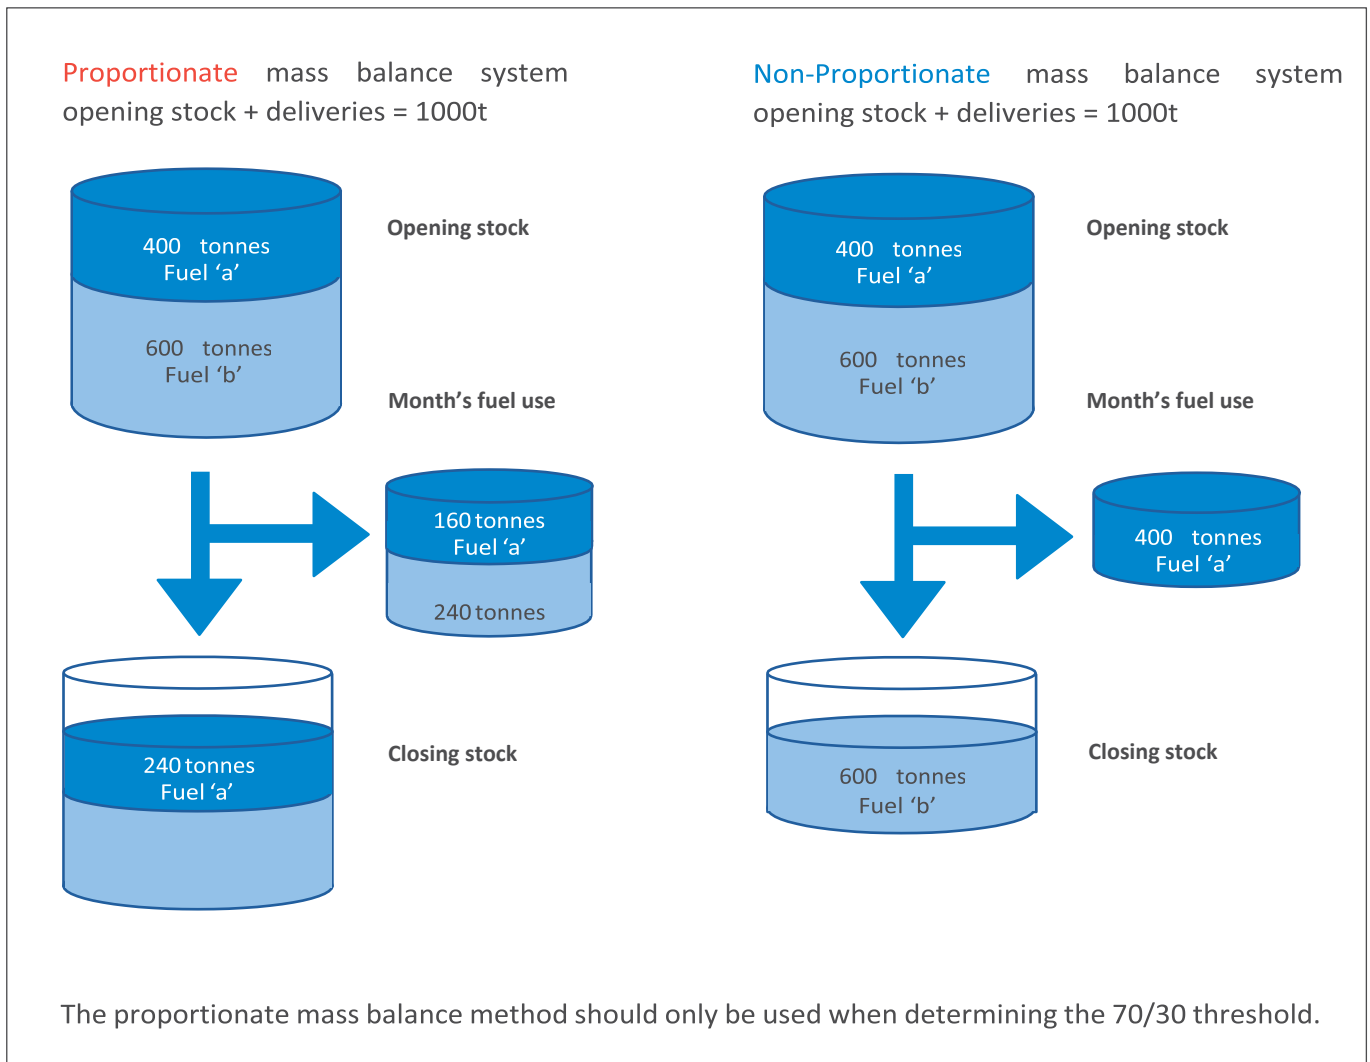 Proportionate mass balance system
opening stock + deliveries = 1000t
400 tonnes
Fuel ‘a’
Opening stock
600 tonnes
Fuel ‘b’
Month’s fuel use
160 tonnes
Fuel ‘a’
240 tonnes
240 tonnes
Fuel ‘a’
Closing stock
Non-Proportionate mass balance system
opening stock + deliveries = 1000t
400 tonnes
Fuel ‘a’
Opening stock
600 tonnes
Fuel ‘b’
Month’s fuel use
400 tonnes
Fuel ‘a’
600 tonnes
Fuel ‘b’
Closing stock
The proportionate mass balance method should only be used when determining the 70/30 threshold.